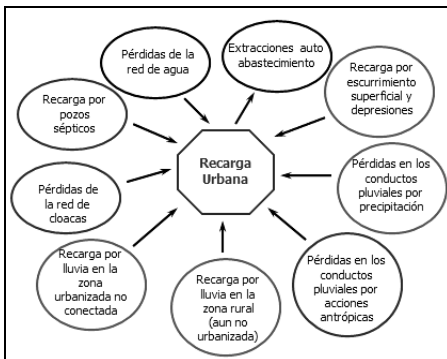 Pérdidas de la
red de agua
Extracciones auto
abastecimiento
Recarga por
escurrimiento
superficial y
depresiones
Recarga por
pozos
sépticos
Recarga
Urbana
Pérdidas de
la red de
cloacas
Pérdidas en los
conductos
pluviales por
precipitación
Recarga por
lluvia en la
zona
urbanizada no
conectada
Recarga por
lluvia en la
zona rural
(aun no
urbanizada)
Pérdidas en los
conductos
pluviales por
acciones
antrópicas